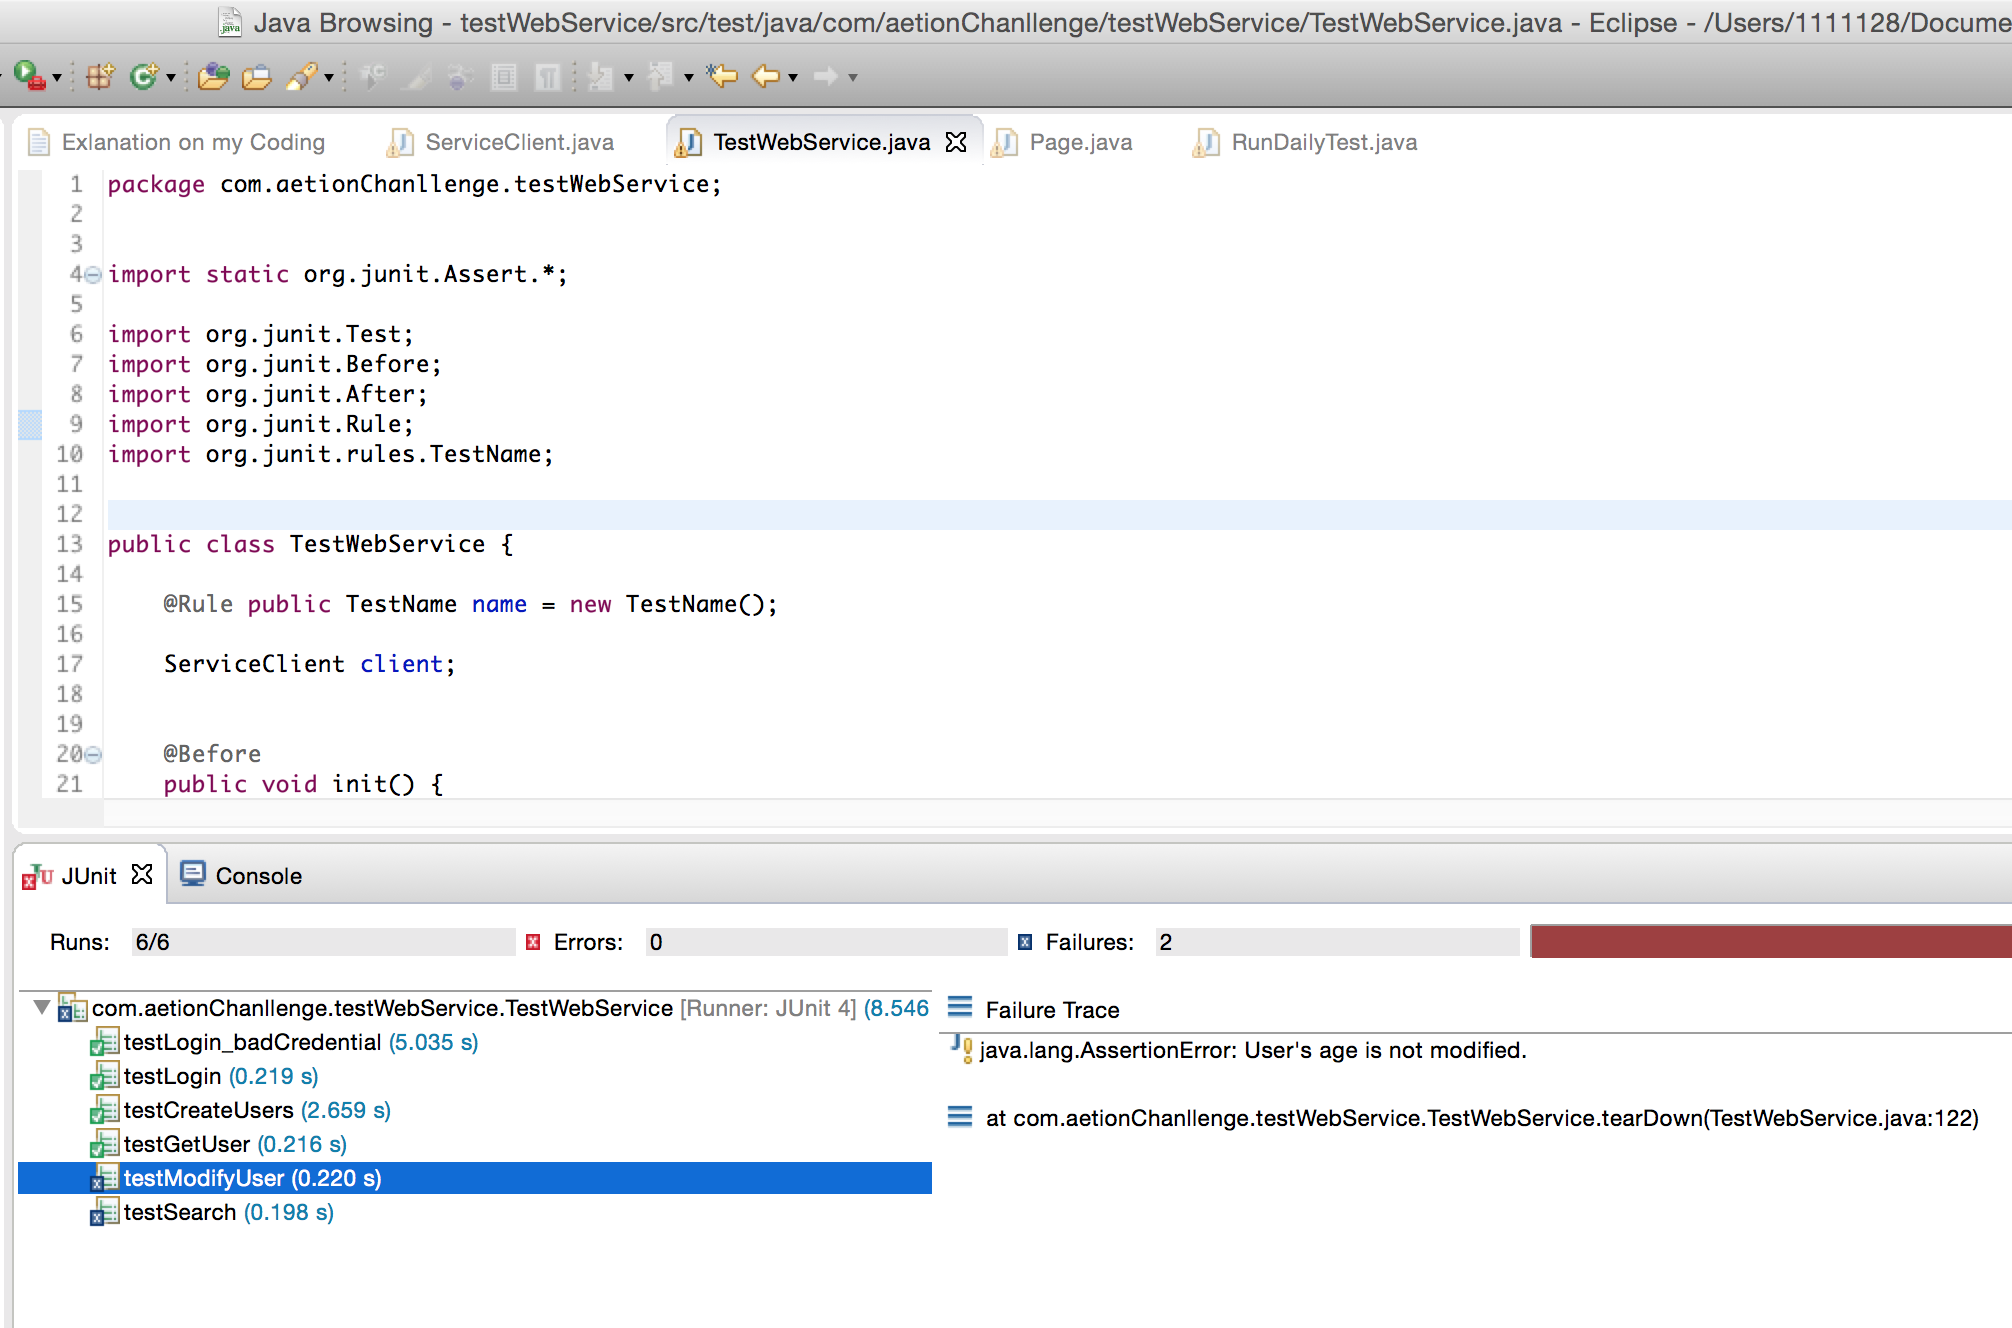 Java Browsing - testWebService/src/test/java/com/aetionChanllenge/testWebService/TestWebService.java - Eclipse - /Users/1111128/Docume
Exlanation on my Coding
ServiceClient.java
TestWebService.java
Page.java
RunDailyTest.java
1 package com.aetionChanllenge.testWebService;
2
3
4 import static org.junit.Assert.*;
5
6 import org.junit.Test;
7 import org.junit.Before;
8 import org.junit.After;
9 import org.junit.Rule;
10 import org.junit.rules.TestName;
11
12
13 public class TestWebService {
14
15 @Rule public TestName name = new TestName();
16
17 ServiceClient client;
18
19
20 @Before
21 public void init() {
JUnit
Console
Runs: 6/6
Errors: 0
Failures: 2
com.aetionChanllenge.testWebService.TestWebService [Runner: JUnit 4] (8.546
testLogin_badCredential (5.035 s)
testLogin (0.219 s)
testCreateUsers (2.659 s)
testGetUser (0.216 s)
testModifyUser (0.220 s)
testSearch (0.198 s)
Failure Trace
java.lang.AssertionError: User's age is not modified.
at com.aetionChanllenge.testWebService.TestWebService.tearDown(TestWebService.java:122)